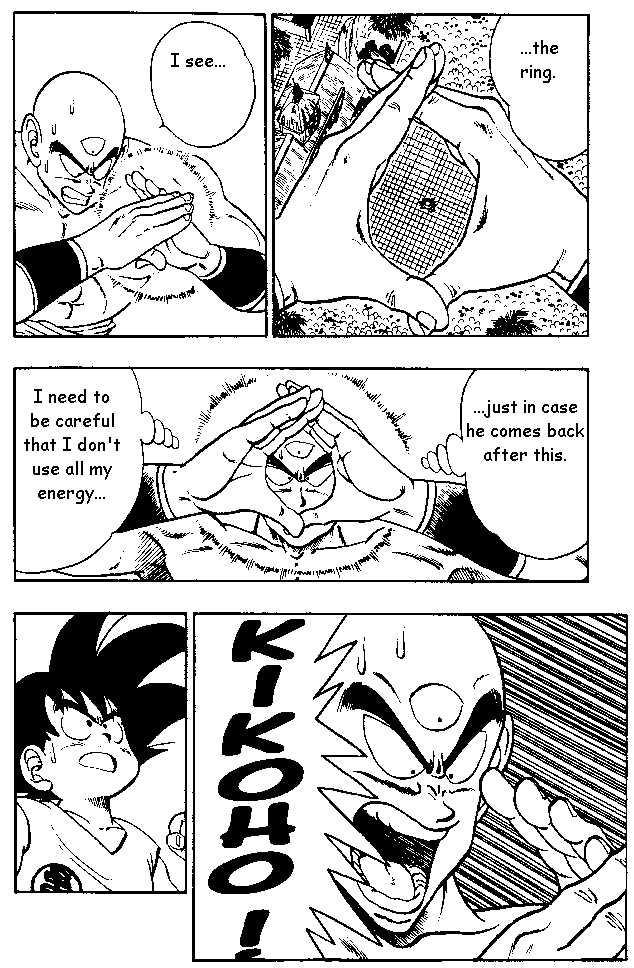 I see...
...the
ring.
I need to
be careful
that I don't
use all my
energy...
...just in case
he comes back
after this.
KIKOHO!